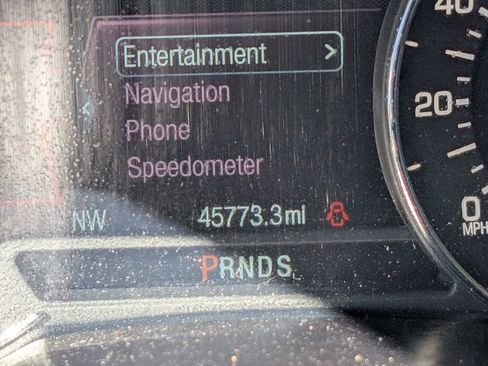 Entertainment >
Navigation
Phone
Speedometer
NW 45773.3mi
PRNDS
40
20
0
MPH